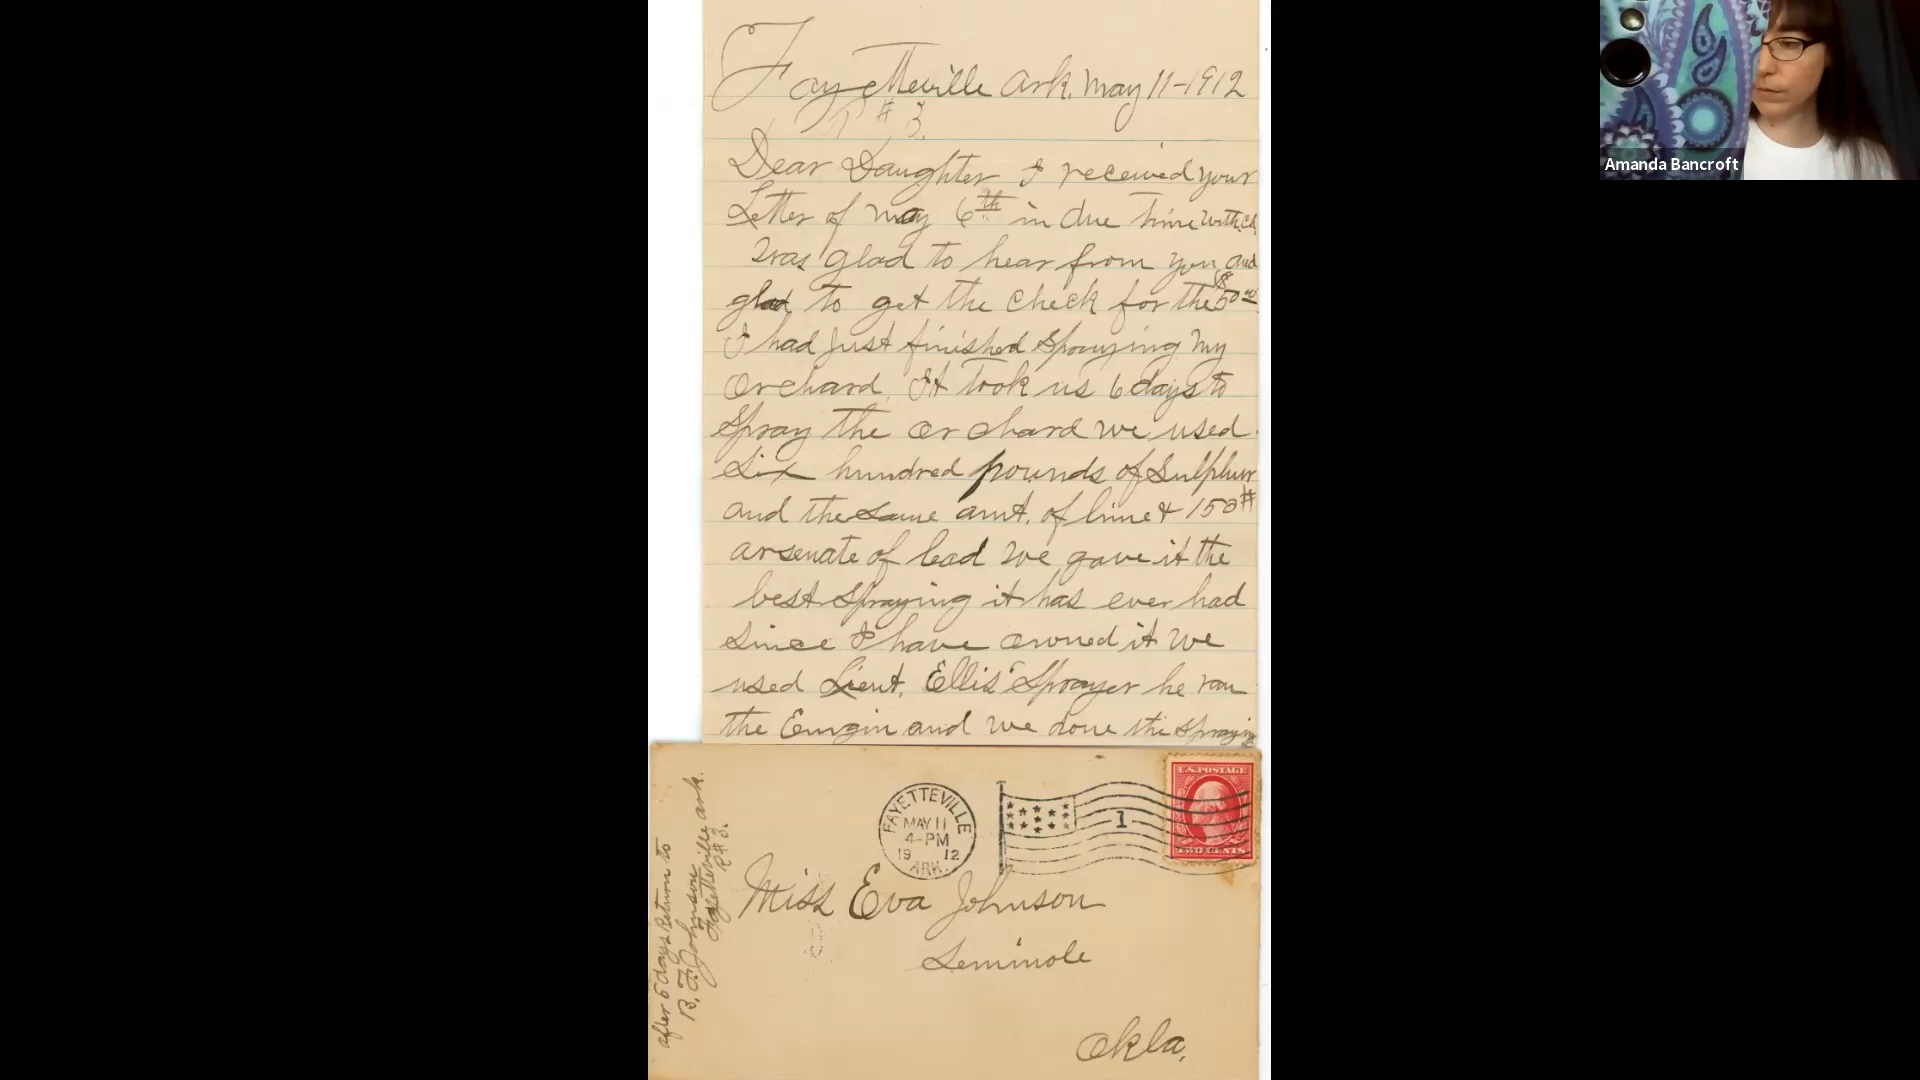 Fayetteville Ark. May 11-1912
R # 3.
Dear Daughter I received your
Letter of may 6th in due time with ck.
Was glad to hear from you and
glad to get the check for the $5000
I had just finished Spraying My
Orchard. It took us 6 days to
Spray the orchard we used
Six hundred pounds of Sulphur
and the same amt. of lime & 150#
arsenate of lead we gave it the
best spraying it has ever had
Since I have owned it we
used Lieut. Ellis' Sprayer he ran
the Emgin and we done the spraying
after 5 days Return to
B. F. Johnson
Fayetteville Ark.
R#3.
FAYETTEVILLE
MAY 11
4-PM
19 12
ARK.
1
U.S. POSTAGE
TWO CENTS
Miss Eva Johnson
Seminole
Okla.
Amanda Bancroft